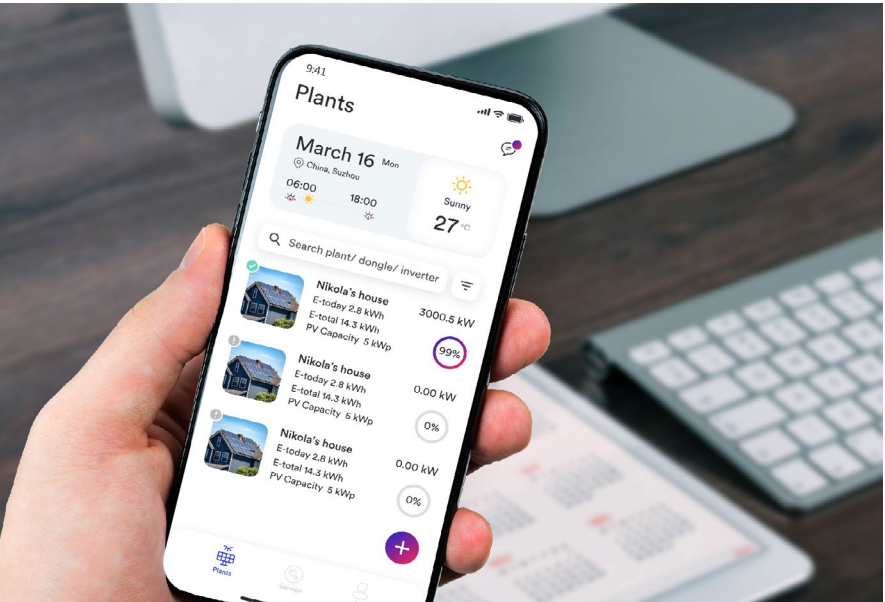 9:41
Plants
March 16 Mon
China, Suzhou
06:00
18:00
Sunny
27 °C
Search plant/ dongle/ inverter
Nikola's house
E-today 2.8 kWh
E-total 14.3 kWh
PV Capacity 5 kWp
3000.5 kW
99%
Nikola's house
E-today 2.8 kWh
E-total 14.3 kWh
PV Capacity 5 kWp
0.00 kW
0%
Nikola's house
E-today 2.8 kWh
E-total 14.3 kWh
PV Capacity 5 kWp
0.00 kW
0%
Plants
Service